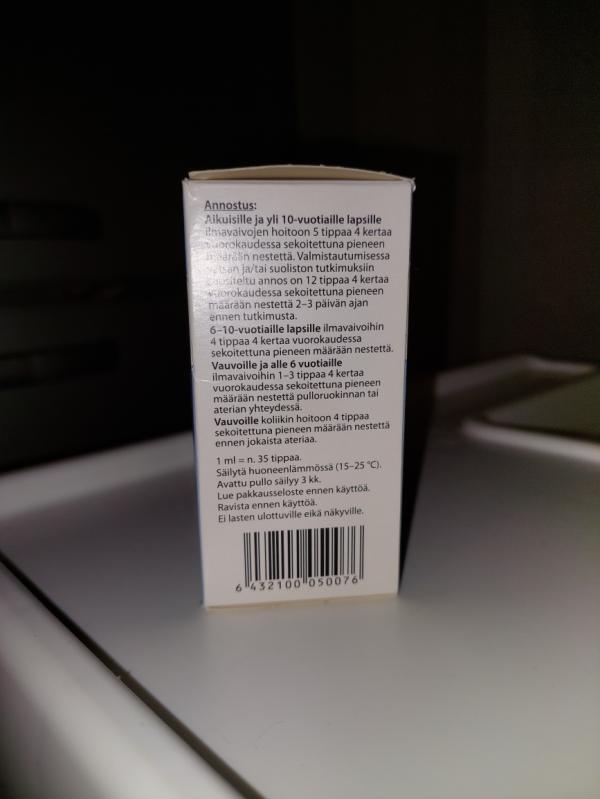 Annostus:
Aikuisille ja yli 10-vuotiaille lapsille
ilmavaivojen hoitoon 5 tippaa 4 kertaa
vuorokaudessa sekoitettuna pieneen
määrään nestettä. Valmistautumisessa
vatsan ja/tai suoliston tutkimuksiin
suositeltu annos on 12 tippaa 4 kertaa
vuorokaudessa sekoitettuna pieneen
määrään nestettä 2–3 päivän ajan
ennen tutkimusta.
6–10-vuotiaille lapsille ilmavaivoihin
4 tippaa 4 kertaa vuorokaudessa
sekoitettuna pieneen määrään nestettä.
Vauvoille ja alle 6 vuotiaille
ilmavaivoihin 1–3 tippaa 4 kertaa
vuorokaudessa sekoitettuna pieneen
määrään nestettä pulloruokinnan tai
aterian yhteydessä.
Vauvoille koliikin hoitoon 4 tippaa
sekoitettuna pieneen määrään nestettä
ennen jokaista ateriaa.
1 ml = n. 35 tippaa.
Säilytä huoneenlämmössä (15–25 °C).
Avattu pullo säilyy 3 kk.
Lue pakkausseloste ennen käyttöä.
Ravista ennen käyttöä.
Ei lasten ulottuville eikä näkyville.
6 432100 050076